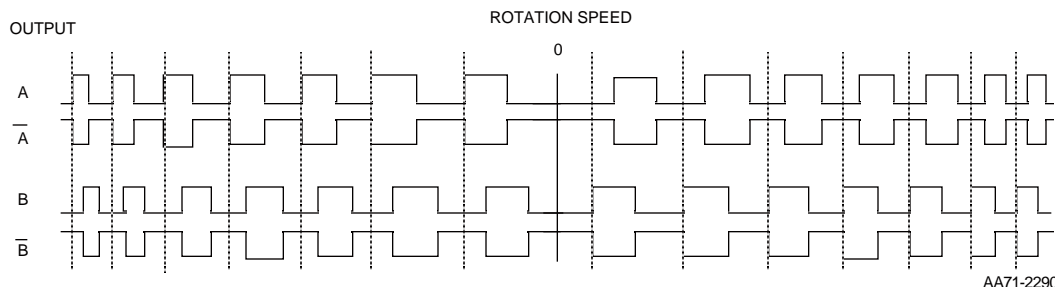 ROTATION SPEED
OUTPUT
0
A
A̅
B
B̅
AA71-2290